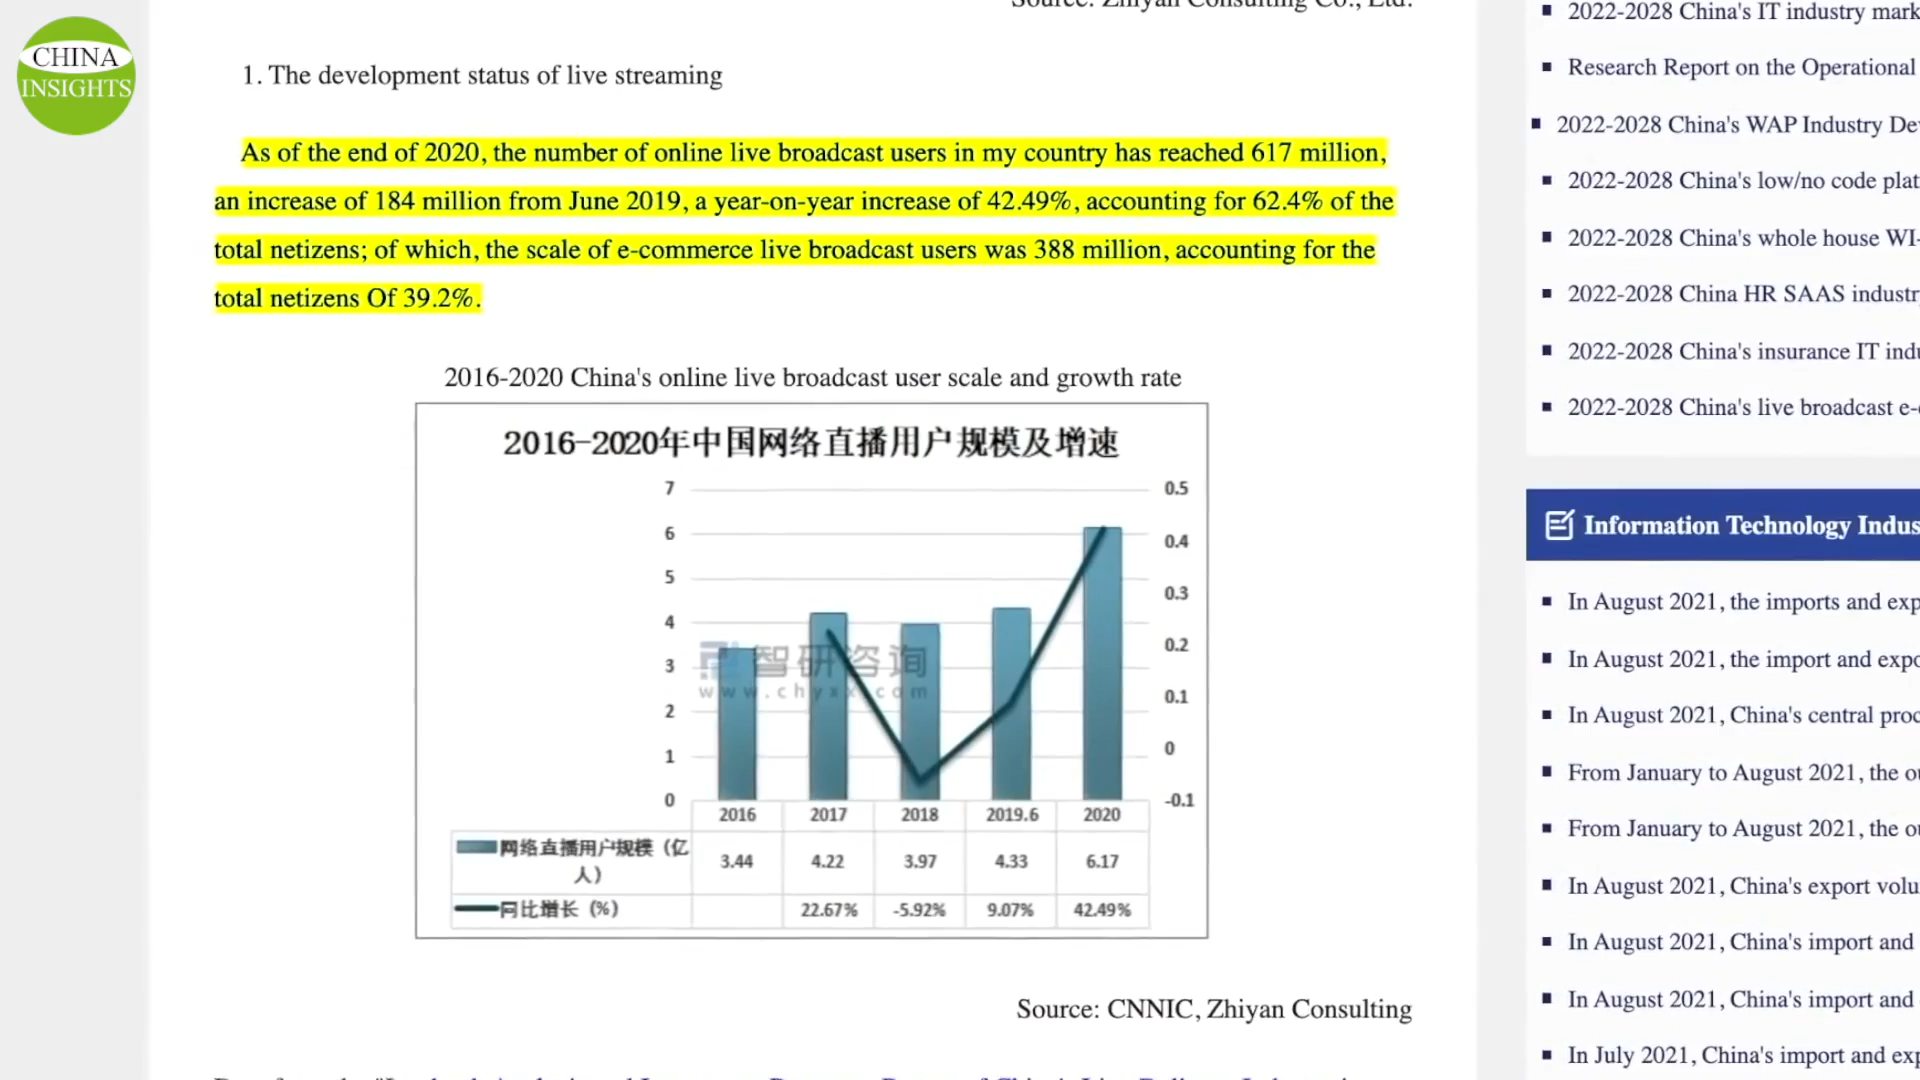 CHINA
INSIGHTS
Source: Zhiyan Consulting Co., Ltd.
1. The development status of live streaming
As of the end of 2020, the number of online live broadcast users in my country has reached 617 million,
an increase of 184 million from June 2019, a year-on-year increase of 42.49%, accounting for 62.4% of the
total netizens; of which, the scale of e-commerce live broadcast users was 388 million, accounting for the
total netizens Of 39.2%.
2016-2020 China's online live broadcast user scale and growth rate
2016-2020年中国网络直播用户规模及增速
7
6
5
4
3
2
1
0
0.5
0.4
0.3
0.2
0.1
0
-0.1
智研咨询
www.chyxx.com
2016 2017 2018 2019.6 2020
网络直播用户规模（亿
人） 3.44 4.22 3.97 4.33 6.17
同比增长（%） 22.67% -5.92% 9.07% 42.49%
Source: CNNIC, Zhiyan Consulting
2022-2028 China's IT industry mark
Research Report on the Operational
2022-2028 China's WAP Industry De
2022-2028 China's low/no code plat
2022-2028 China's whole house WI-
2022-2028 China HR SAAS industr
2022-2028 China's insurance IT indu
2022-2028 China's live broadcast e-
Information Technology Indus
In August 2021, the imports and exp
In August 2021, the import and expo
In August 2021, China's central proc
From January to August 2021, the ou
From January to August 2021, the ou
In August 2021, China's export volu
In August 2021, China's import and
In August 2021, China's import and
In July 2021, China's import and exp